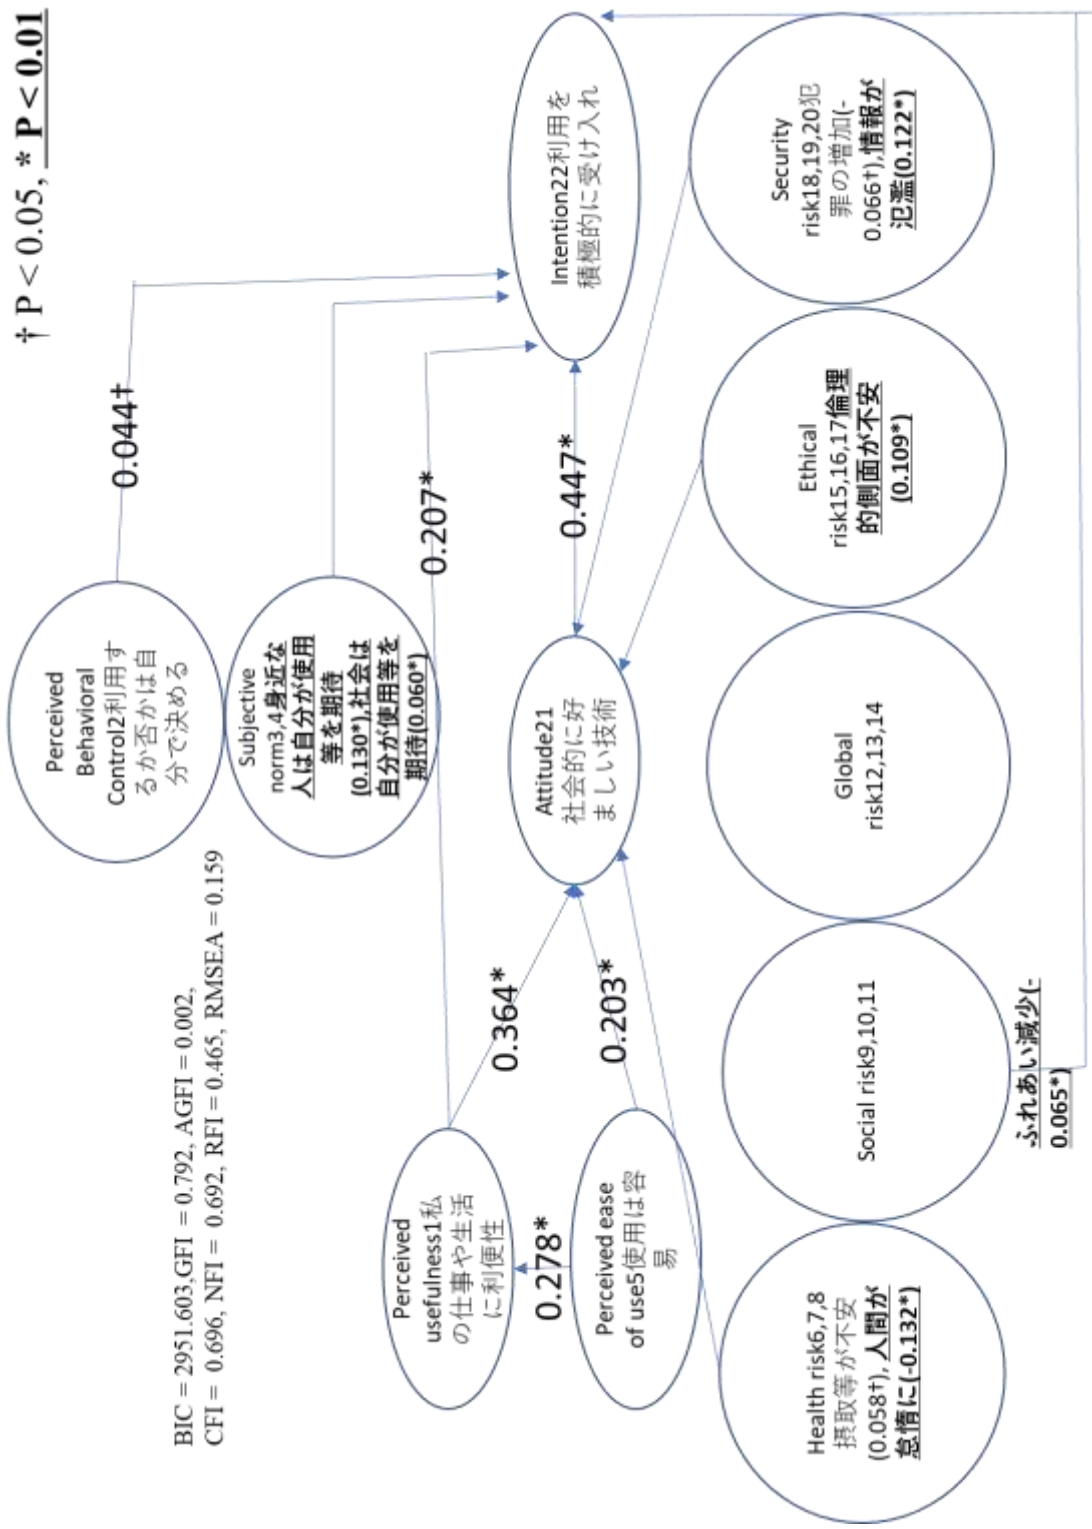 † P < 0.05, * P < 0.01
BIC = 2951.603,GFI = 0.792, AGFI = 0.002,
CFI = 0.696, NFI = 0.692, RFI = 0.465, RMSEA = 0.159
Perceived
Behavioral
Control2利用す
るか否かは自
分で決める
0.044†
Subjective
norm3,4身近な
人は自分が使用
等を期待
(0.130*),社会は
自分が使用等を
期待(0.060*)
0.207*
Perceived
usefulness1私
の仕事や生活
に利便性
0.364*
0.278*
Perceived ease
of use5使用は容
易
0.203*
Attitude21
社会的に好
ましい技術
0.447*
Intention22利用を
積極的に受け入れ
Health risk6,7,8
摂取等が不安
(0.058†), 人間が
怠惰に(-0.132*)
Social risk9,10,11
ふれあい減少(-
0.065*)
Global
risk12,13,14
Ethical
risk15,16,17倫理
的側面が不安
(0.109*)
Security
risk18,19,20犯
罪の増加(-
0.066†),情報が
氾濫(0.122*)